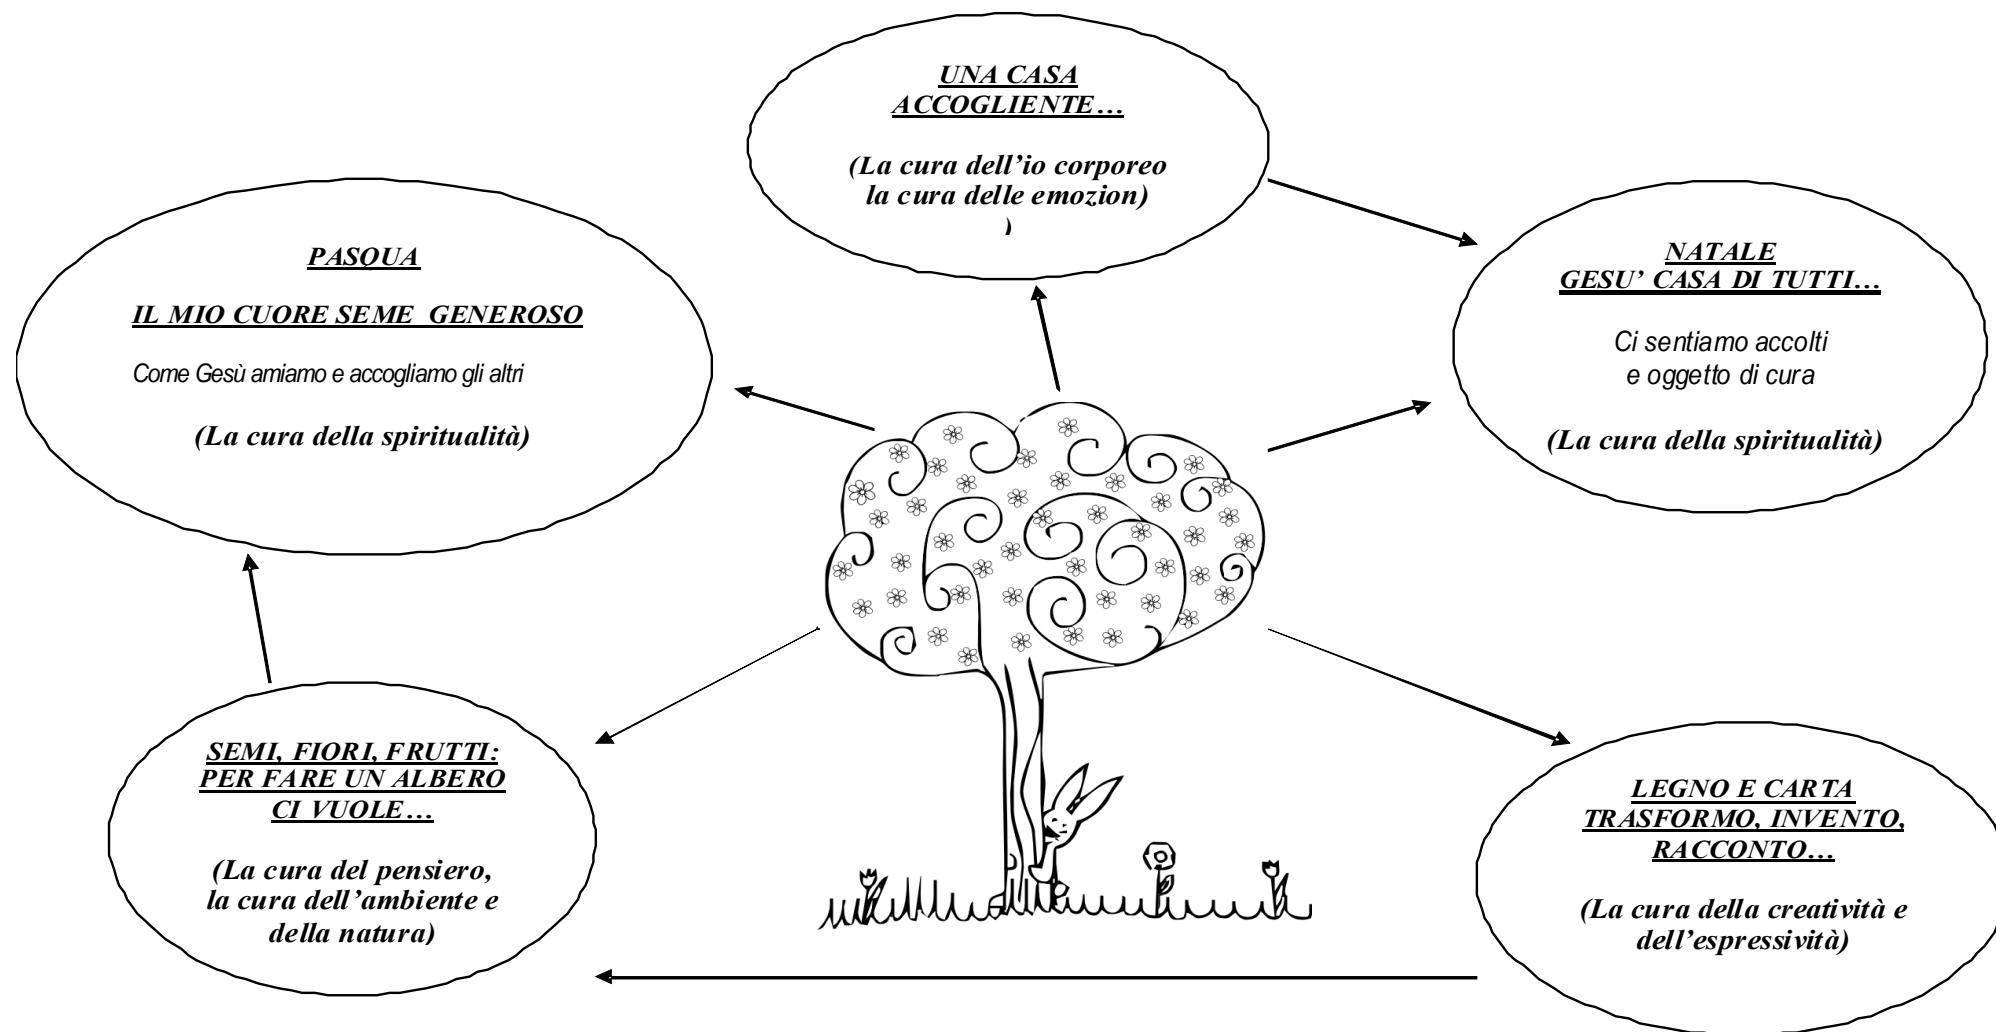 UNA CASA
ACCOGLIENTE…
(La cura dell’io corporeo
la cura delle emozion)
)
PASQUA
IL MIO CUORE SEME GENEROSO
Come Gesù amiamo e accogliamo gli altri
(La cura della spiritualità)
NATALE
GESU’ CASA DI TUTTI…
Ci sentiamo accolti
e oggetto di cura
(La cura della spiritualità)
SEMI, FIORI, FRUTTI:
PER FARE UN ALBERO
CI VUOLE…
(La cura del pensiero,
la cura dell’ambiente e
della natura)
LEGNO E CARTA
TRASFORMO, INVENTO,
RACCONTO…
(La cura della creatività e
dell’espressività)